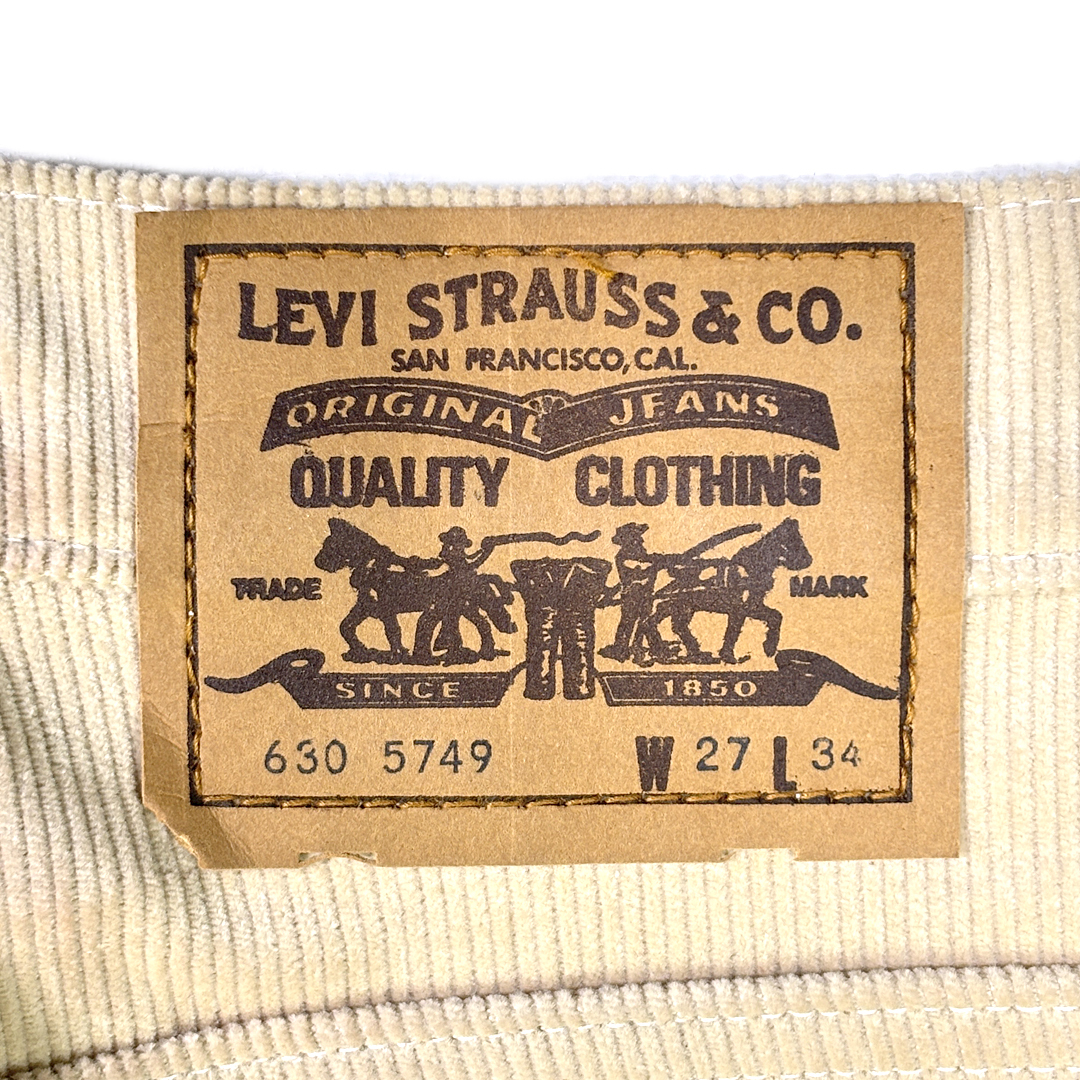 LEVI STRAUSS & CO.
SAN FRANCISCO, CAL.
ORIGINAL JEANS
QUALITY CLOTHING
TRADE MARK
SINCE 1850
630 5749 W 27 L 34